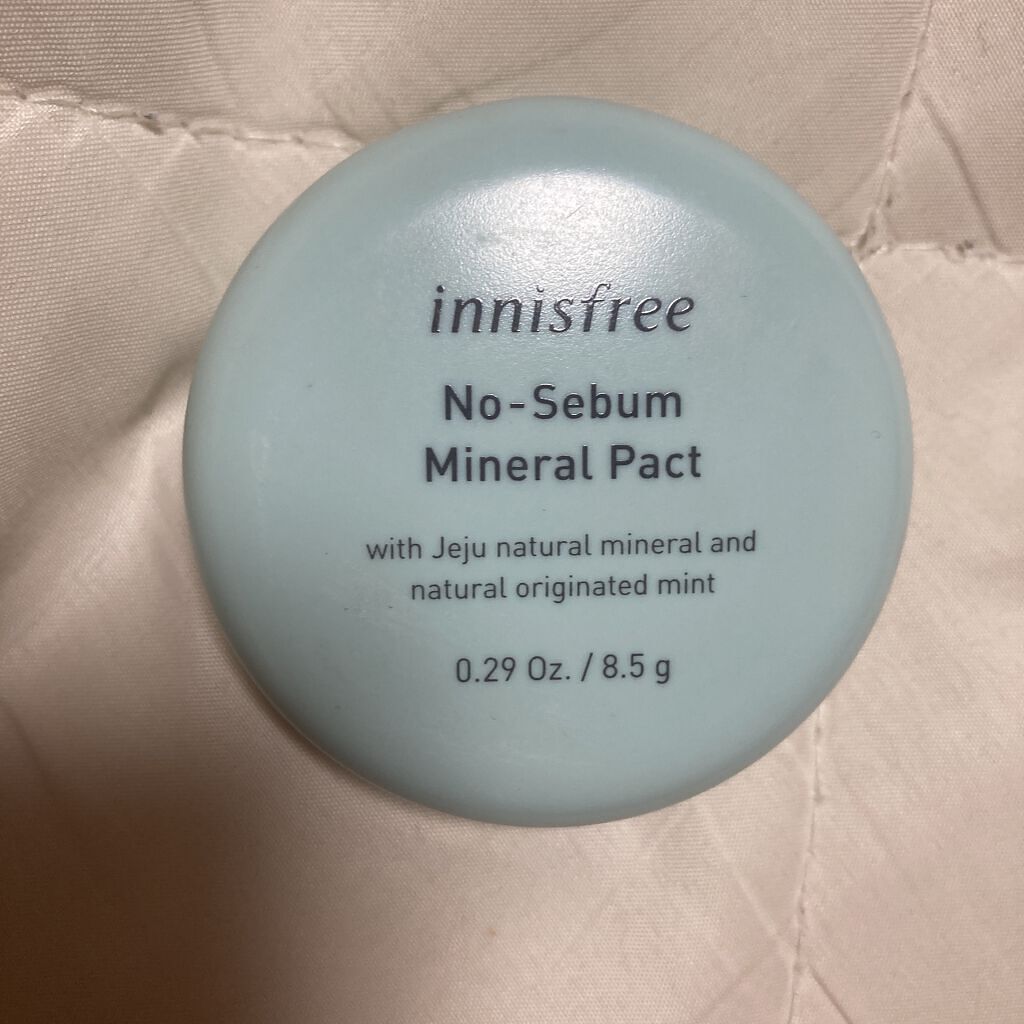 innisfree
No-Sebum
Mineral Pact
with Jeju natural mineral and
natural originated mint
0.29 Oz. / 8.5 g